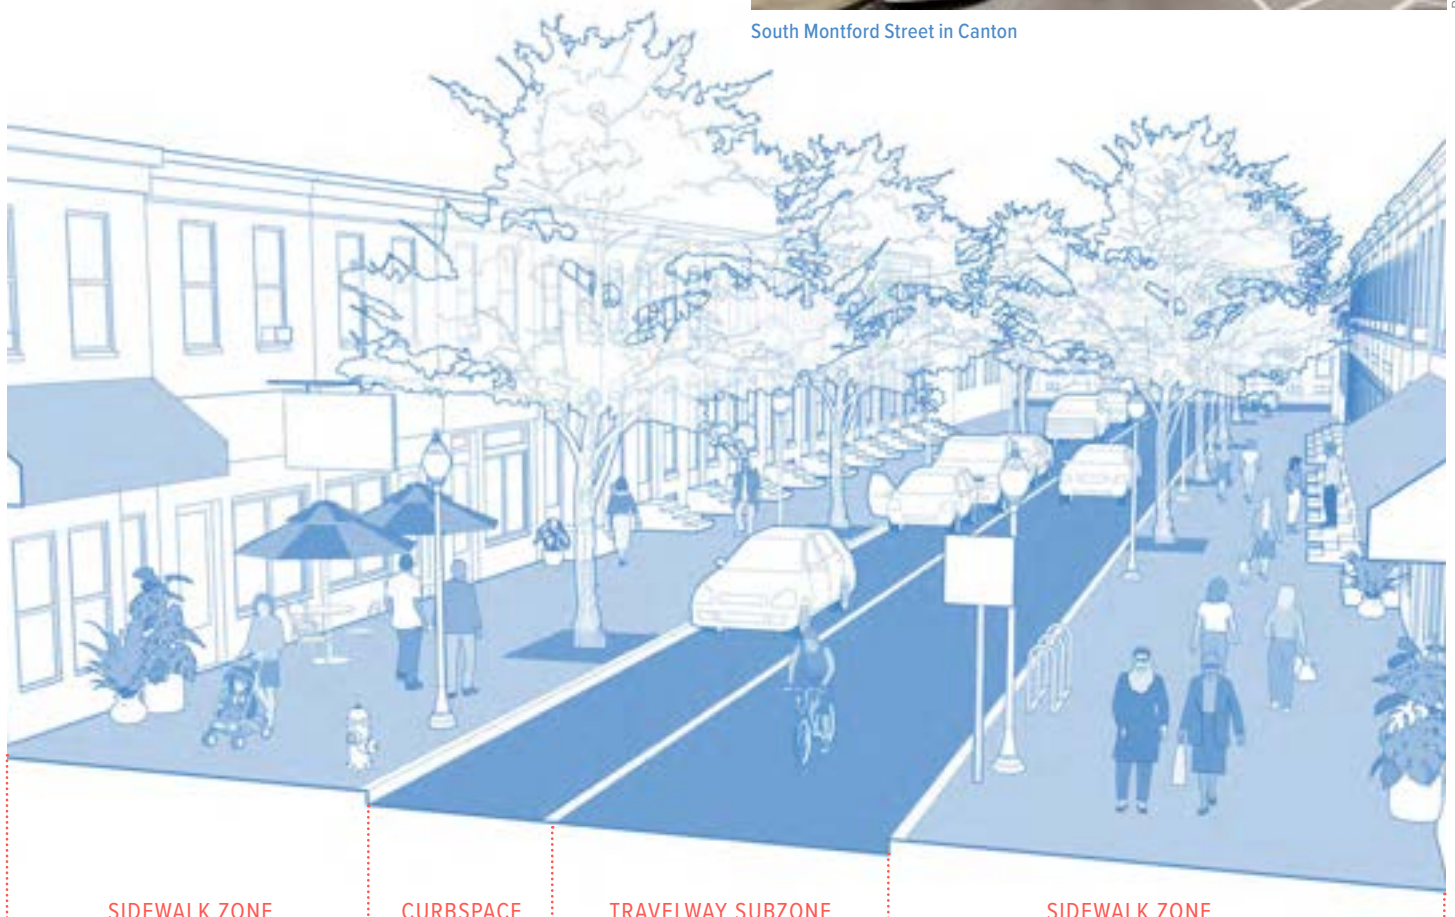 South Montford Street in Canton
SIDEWALK ZONE
CURBSPACE
TRAVELWAY SUBZONE
SIDEWALK ZONE